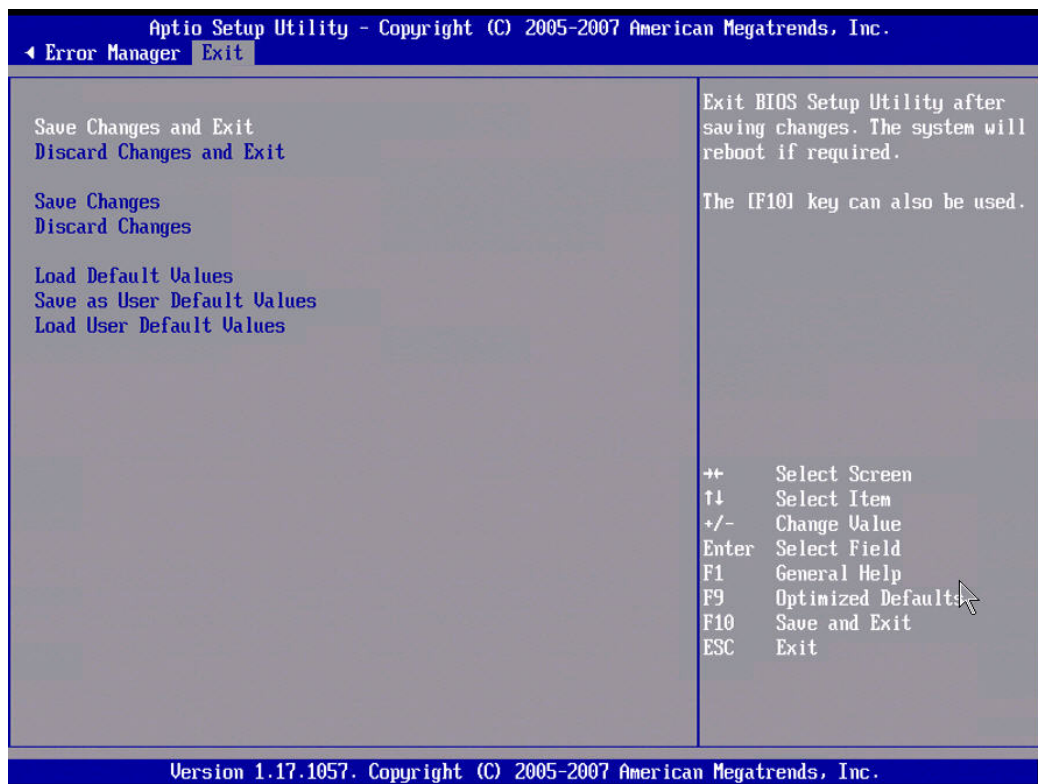 Aptio Setup Utility - Copyright (C) 2005-2007 American Megatrends, Inc.
Error Manager Exit
Save Changes and Exit
Discard Changes and Exit
Save Changes
Discard Changes
Load Default Values
Save as User Default Values
Load User Default Values
Exit BIOS Setup Utility after
saving changes. The system will
reboot if required.
The [F10] key can also be used.
→← Select Screen
↑↓ Select Item
+/- Change Value
Enter Select Field
F1 General Help
F9 Optimized Defaults
F10 Save and Exit
ESC Exit
Version 1.17.1057. Copyright (C) 2005-2007 American Megatrends, Inc.